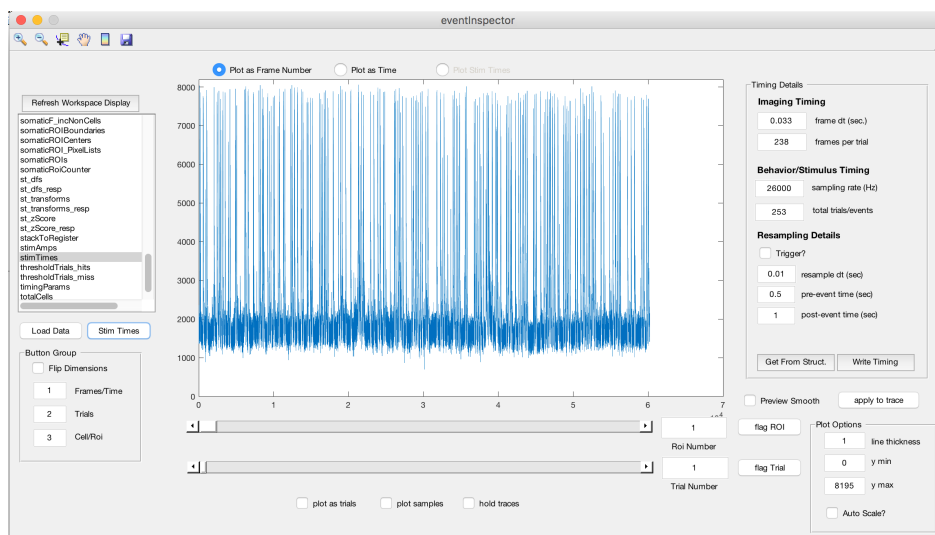 eventInspector
Plot as Frame Number
Plot as Time
Plot Stim Times
Refresh Workspace Display
somaticF_incNonCells
somaticROIBoundaries
somaticROICenters
somaticROI_PixelLists
somaticROIs
somaticRoiCounter
st_dfs
st_dfs_resp
st_transforms
st_transforms_resp
st_zScore
st_zScore_resp
stackToRegister
stimAmps
stimTimes
thresholdTrials_hits
thresholdTrials_miss
timingParams
totalCells
Load Data
Stim Times
Button Group
Flip Dimensions
1 Frames/Time
2 Trials
3 Cell/Roi
8000
7000
6000
5000
4000
3000
2000
1000
0
0 1 2 3 4 5 6 7
1 flag ROI
Roi Number
1 flag Trial
Trial Number
plot as trials
plot samples
hold traces
Timing Details
Imaging Timing
0.033 frame dt (sec.)
238 frames per trial
Behavior/Stimulus Timing
26000 sampling rate (Hz)
253 total trials/events
Resampling Details
Trigger?
0.01 resample dt (sec)
0.5 pre-event time (sec)
1 post-event time (sec)
Get From Struct.
Write Timing
Preview Smooth
apply to trace
Plot Options
1 line thickness
0 y min
8195 y max
Auto Scale?